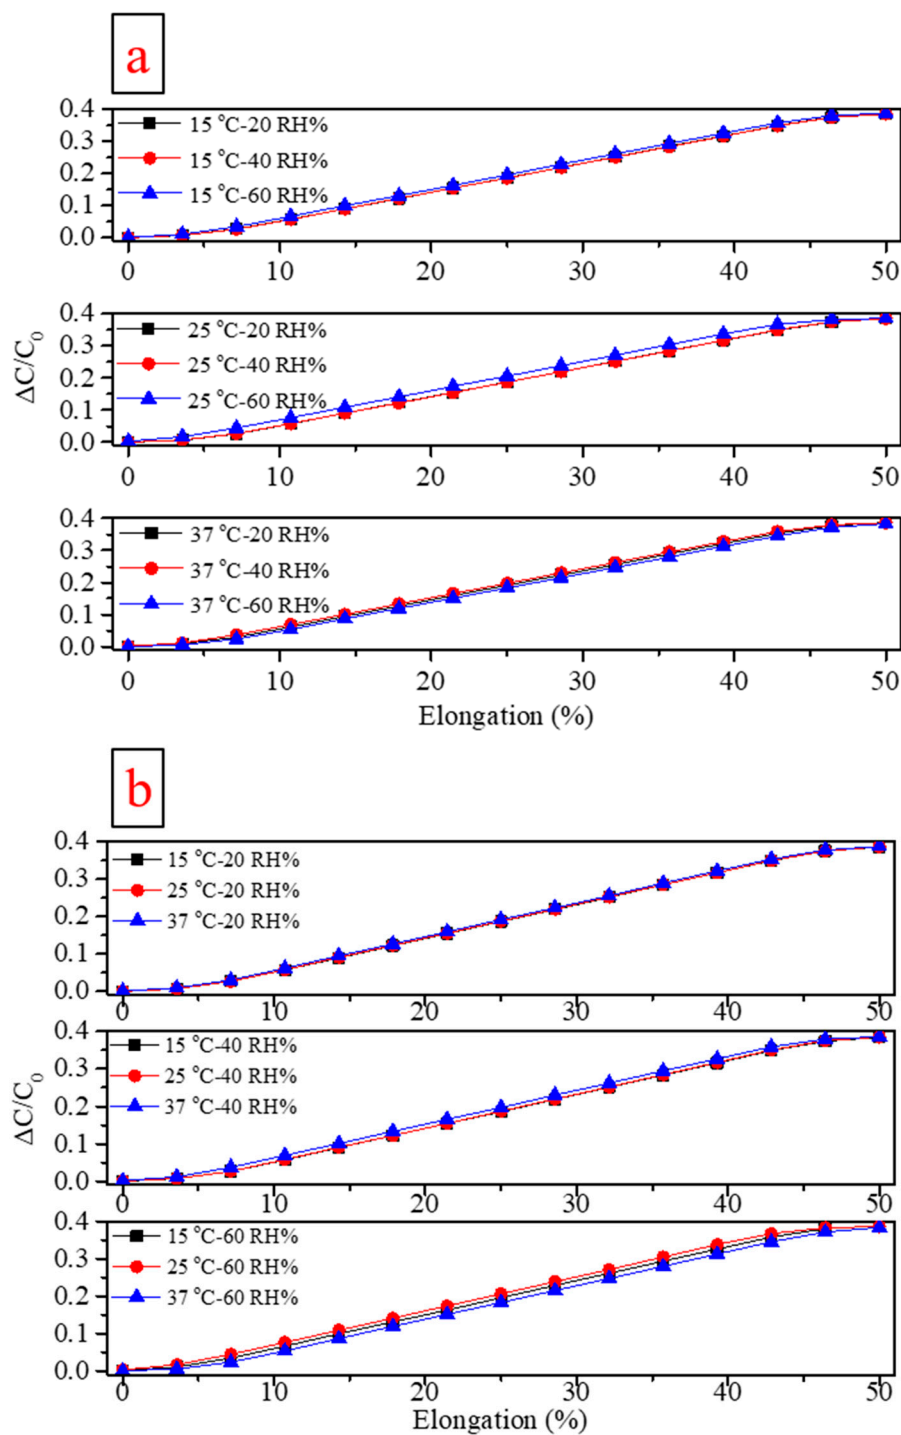 a
0.4
0.3
0.2
0.1
0.0
15 °C-20 RH%
15 °C-40 RH%
15 °C-60 RH%
0 10 20 30 40 50
0.4
0.3
0.2
0.1
0.0
25 °C-20 RH%
25 °C-40 RH%
25 °C-60 RH%
0 10 20 30 40 50
ΔC/C₀
0.4
0.3
0.2
0.1
0.0
37 °C-20 RH%
37 °C-40 RH%
37 °C-60 RH%
0 10 20 30 40 50
Elongation (%)
b
0.4
0.3
0.2
0.1
0.0
15 °C-20 RH%
25 °C-20 RH%
37 °C-20 RH%
0 10 20 30 40 50
0.4
0.3
0.2
0.1
0.0
15 °C-40 RH%
25 °C-40 RH%
37 °C-40 RH%
0 10 20 30 40 50
ΔC/C₀
0.4
0.3
0.2
0.1
0.0
15 °C-60 RH%
25 °C-60 RH%
37 °C-60 RH%
0 10 20 30 40 50
Elongation (%)